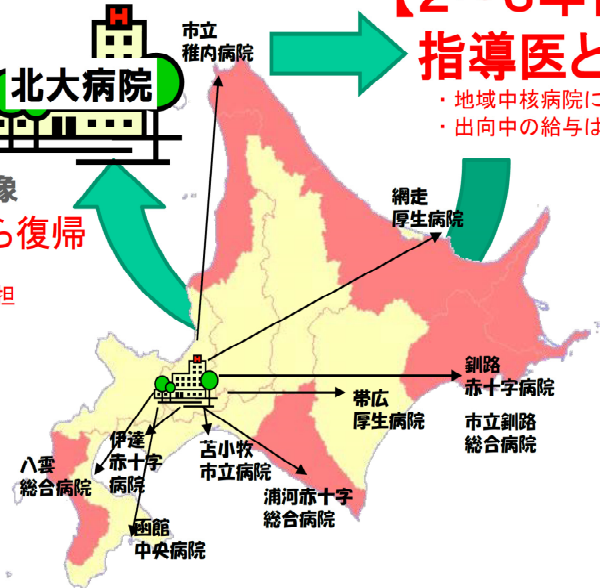 【2
指導医と
・地域中核病院に
・出向中の給与は
H
北大病院
象
ら復帰
担
市立
稚内病院
網走
厚生病院
釧路
赤十字病院
市立釧路
総合病院
帯広
厚生病院
H
伊達
赤十字
病院
苫小牧
市立病院
浦河赤十字
総合病院
八雲
総合病院
函館
中央病院